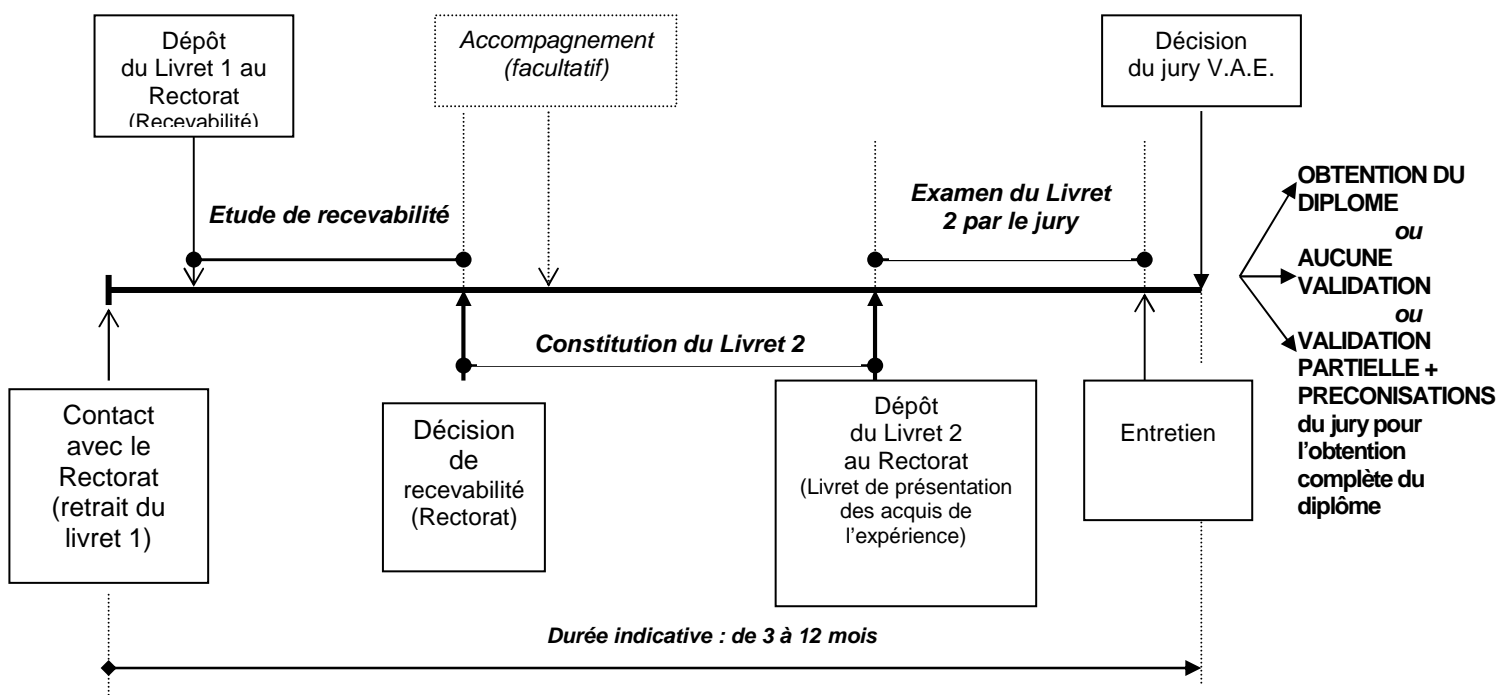 Dépôt
du Livret 1 au
Rectorat
(Recevabilité)
Accompagnement
(facultatif)
Décision
du jury V.A.E.
Etude de recevabilité
Examen du Livret
2 par le jury
OBTENTION DU
DIPLOME
ou
AUCUNE
VALIDATION
ou
VALIDATION
PARTIELLE +
PRECONISATIONS
du jury pour
l'obtention
complète du
diplôme
Constitution du Livret 2
Contact
avec le
Rectorat
(retrait du
livret 1)
Décision
de
recevabilité
(Rectorat)
Dépôt
du Livret 2
au Rectorat
(Livret de présentation
des acquis de
l'expérience)
Entretien
Durée indicative : de 3 à 12 mois